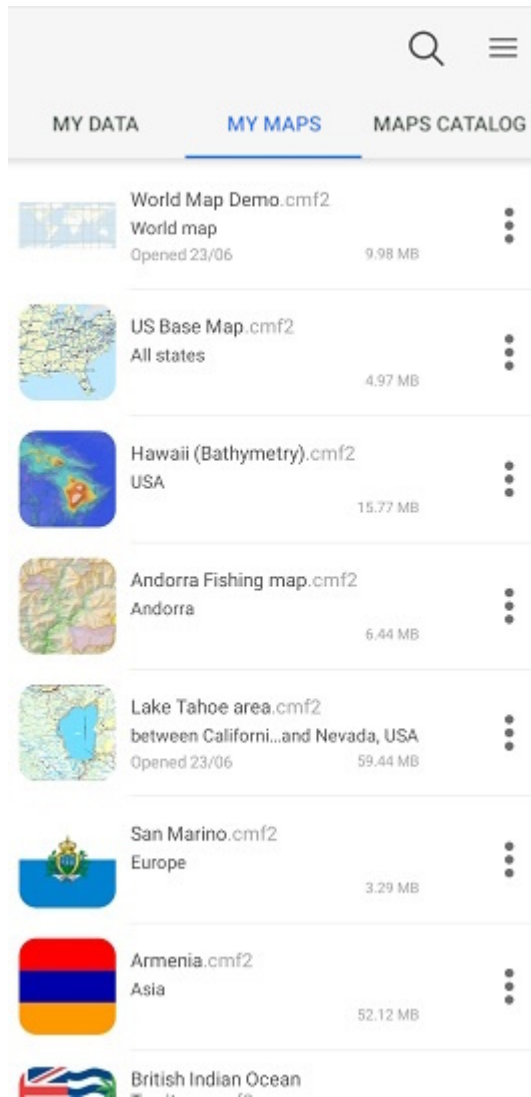 MY DATA MY MAPS MAPS CATALOG
World Map Demo.cmf2
World map
Opened 23/06 9.98 MB
US Base Map.cmf2
All states
4.97 MB
Hawaii (Bathymetry).cmf2
USA
15.77 MB
Andorra Fishing map.cmf2
Andorra
6.44 MB
Lake Tahoe area.cmf2
between Californi...and Nevada, USA
Opened 23/06 59.44 MB
San Marino.cmf2
Europe
3.29 MB
Armenia.cmf2
Asia
52.12 MB
British Indian Ocean